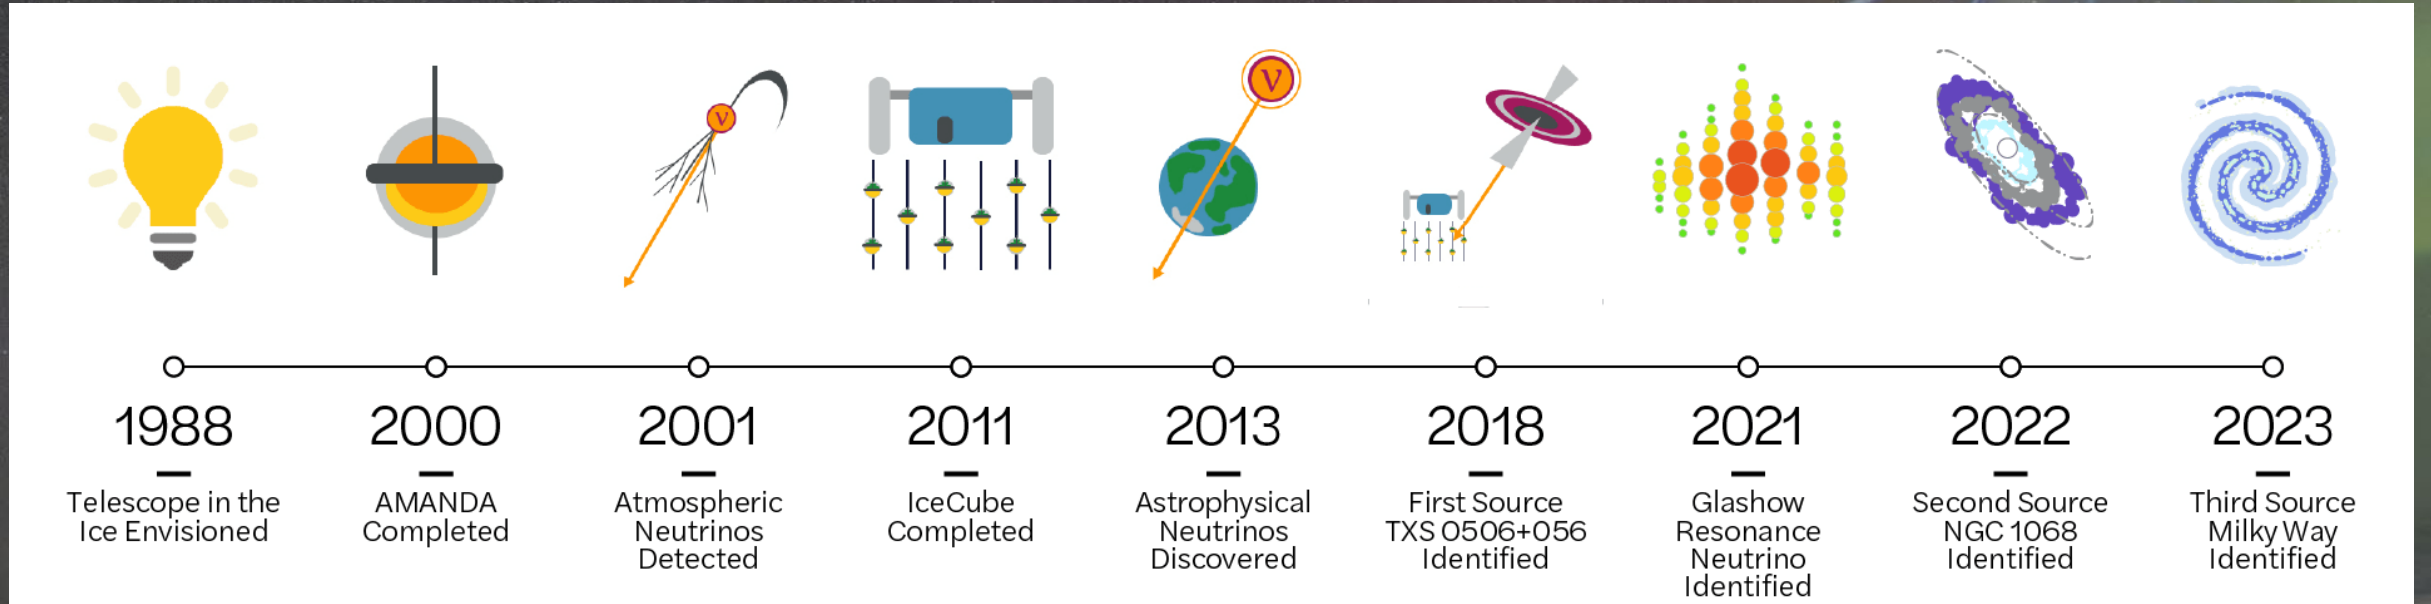 ν
ν
1988
Telescope in the
Ice Envisioned
2000
AMANDA
Completed
2001
Atmospheric
Neutrinos
Detected
2011
IceCube
Completed
2013
Astrophysical
Neutrinos
Discovered
2018
First Source
TXS 0506+056
Identified
2021
Glashow
Resonance
Neutrino
Identified
2022
Second Source
NGC 1068
Identified
2023
Third Source
Milky Way
Identified